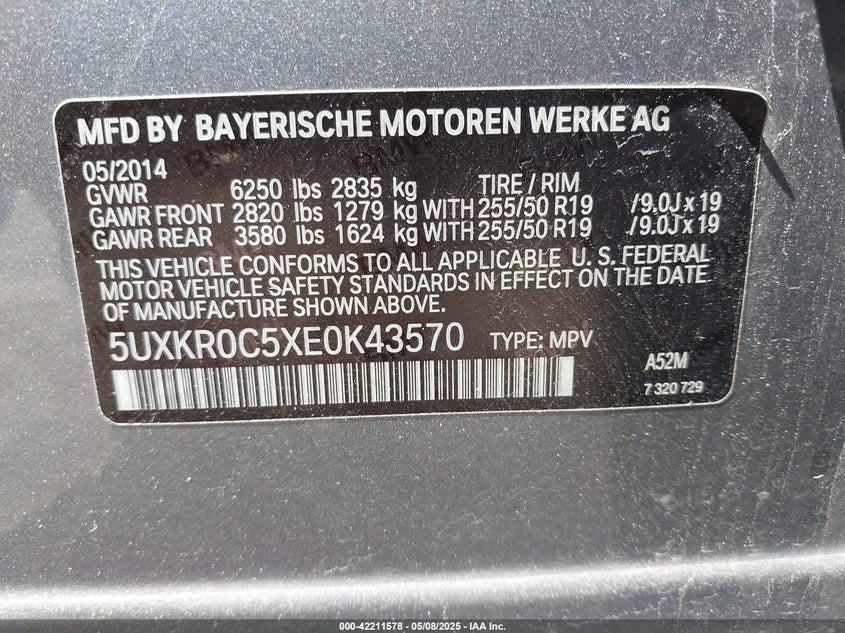 MFD BY BAYERISCHE MOTOREN WERKE AG
05/2014
GVWR 6250 lbs 2835 kg TIRE / RIM
GAWR FRONT 2820 lbs 1279 kg WITH 255/50 R19 /9.0J x 19
GAWR REAR 3580 lbs 1624 kg WITH 255/50 R19 /9.0J x 19
THIS VEHICLE CONFORMS TO ALL APPLICABLE U. S. FEDERAL
MOTOR VEHICLE SAFETY STANDARDS IN EFFECT ON THE DATE
OF MANUFACTURE SHOWN ABOVE.
5UXKR0C5XE0K43570 TYPE: MPV
A52M
7 320 729
000-42211578 - 05/08/2025 - IAA Inc.